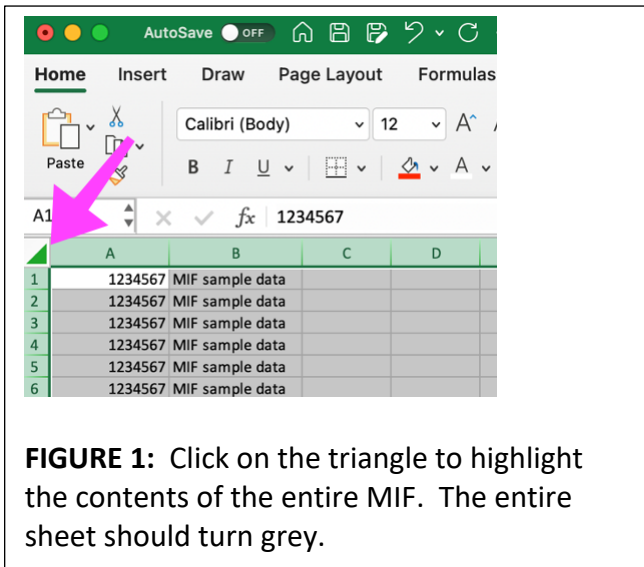 AutoSave OFF
Home Insert Draw Page Layout Formulas
Calibri (Body) 12 A^
Paste
B I U A
A1
fx 1234567
A B C D
1 1234567 MIF sample data
2 1234567 MIF sample data
3 1234567 MIF sample data
4 1234567 MIF sample data
5 1234567 MIF sample data
6 1234567 MIF sample data
FIGURE 1: Click on the triangle to highlight
the contents of the entire MIF. The entire
sheet should turn grey.